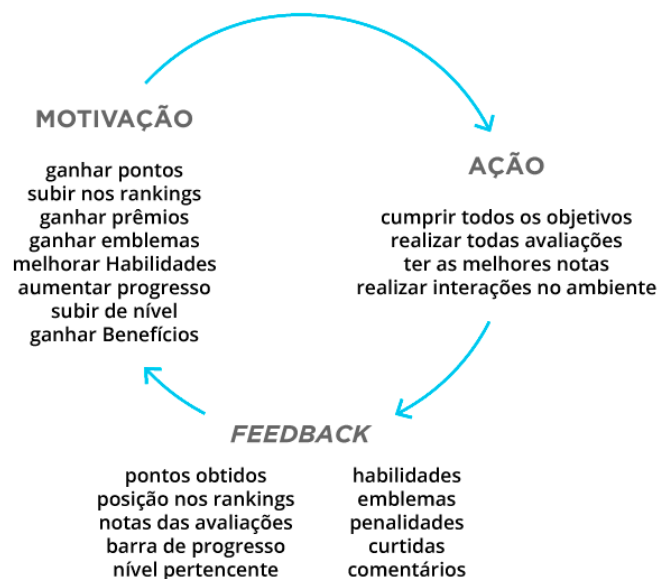 MOTIVAÇÃO
ganhar pontos
subir nos rankings
ganhar prêmios
ganhar emblemas
melhorar Habilidades
aumentar progresso
subir de nível
ganhar Benefícios
AÇÃO
cumprir todos os objetivos
realizar todas avaliações
ter as melhores notas
realizar interações no ambiente
FEEDBACK
pontos obtidos
posição nos rankings
notas das avaliações
barra de progresso
nível pertencente
habilidades
emblemas
penalidades
curtidas
comentários